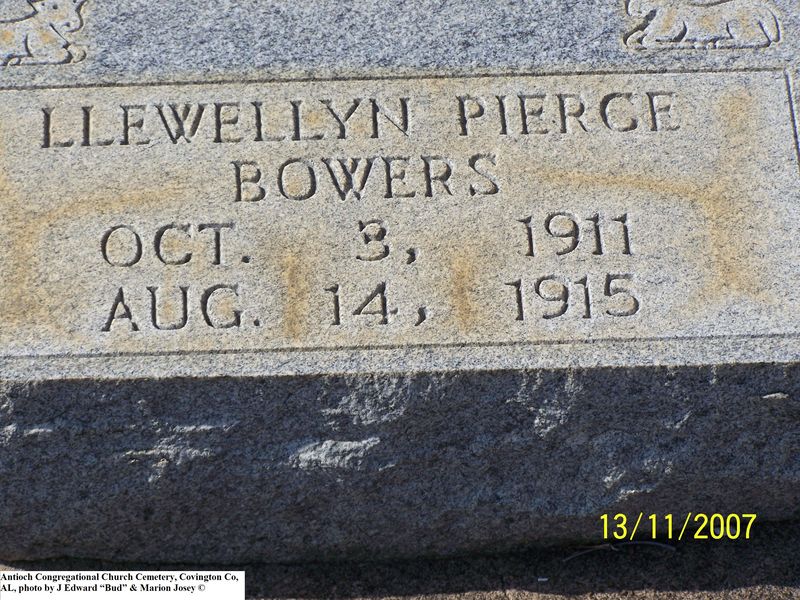 LLEWELLYN PIERCE
BOWERS
OCT. 3, 1911
AUG. 14, 1915
13/11/2007
Antioch Congregational Church Cemetery, Covington Co,
AL, photo by J Edward “Bud” & Marion Josey ©